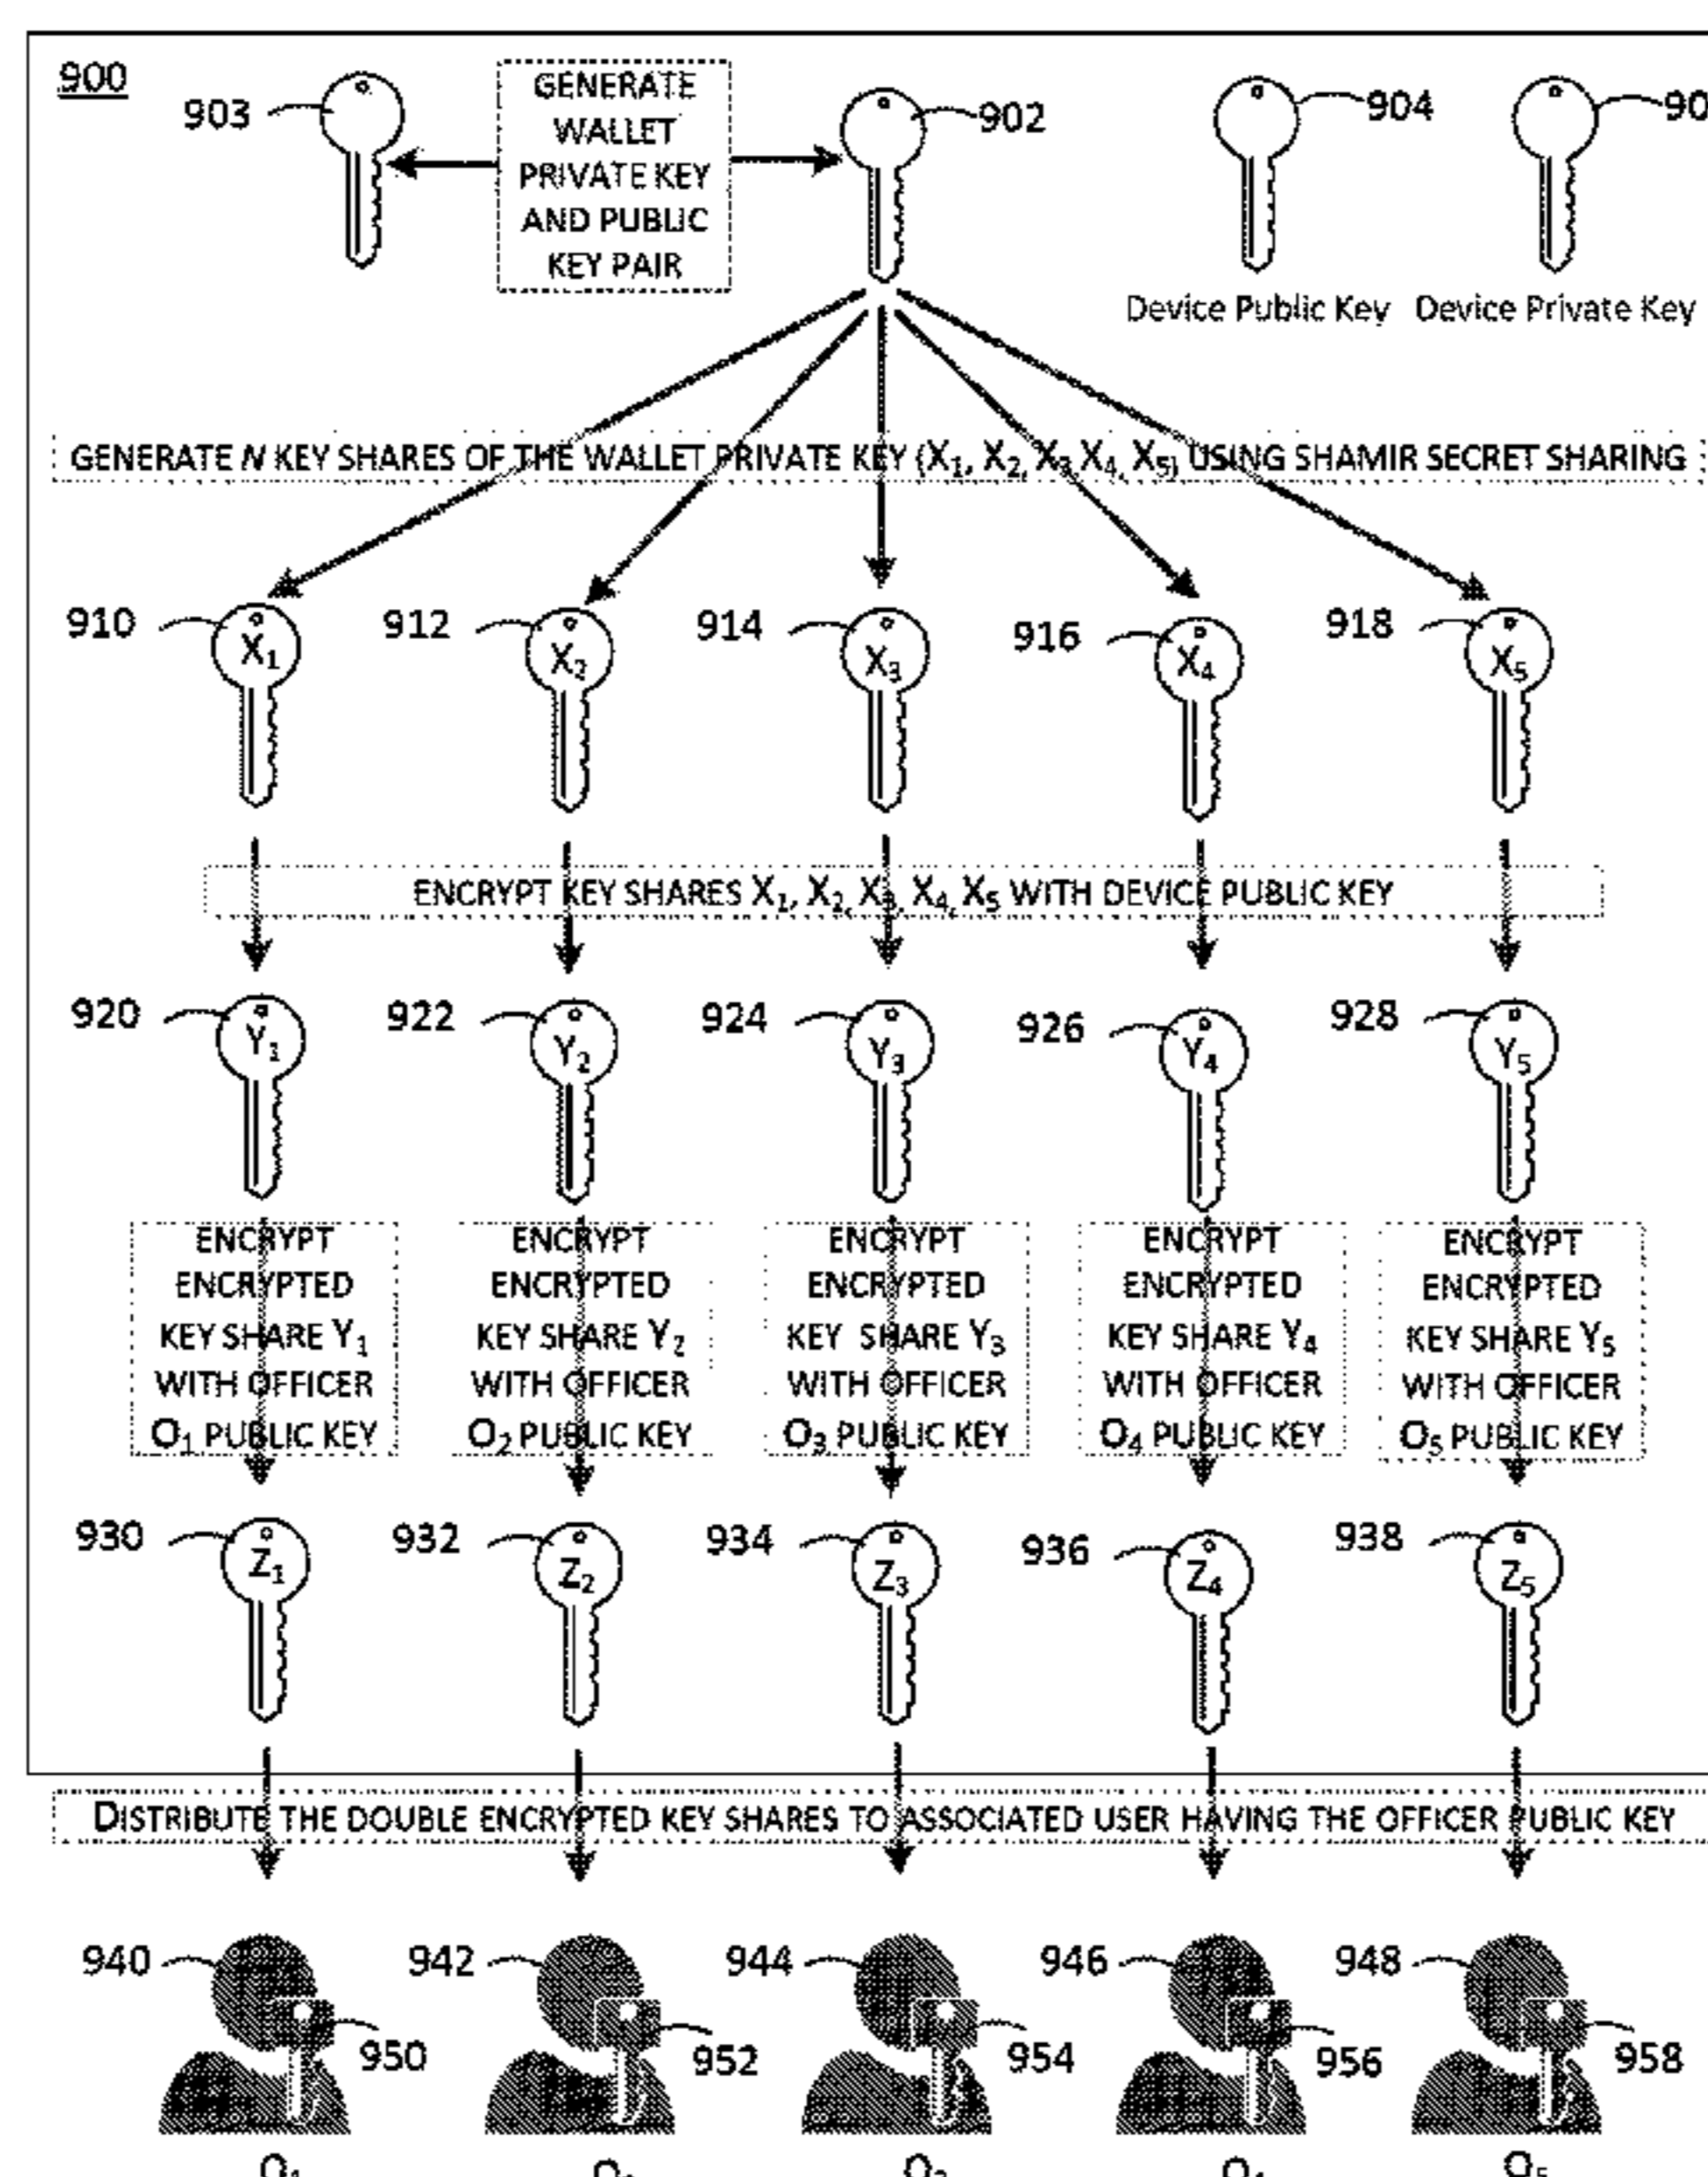 900
903
GENERATE
WALLET
PRIVATE KEY
AND PUBLIC
KEY PAIR
902
904
Device Public Key
Device Private Key
GENERATE N KEY SHARES OF THE WALLET PRIVATE KEY (X₁, X₂, X₃ X₄, X₅) USING SHAMIR SECRET SHARING
910
912
914
916
918
X₁
X₂
X₃
X₄
X₅
ENCRYPT KEY SHARES X₁, X₂, X₃, X₄, X₅ WITH DEVICE PUBLIC KEY
920
922
924
926
928
Y₁
Y₂
Y₃
Y₄
Y₅
ENCRYPT
ENCRYPTED
KEY SHARE Y₁
WITH OFFICER
O₁ PUBLIC KEY
ENCRYPT
ENCRYPTED
KEY SHARE Y₂
WITH OFFICER
O₂ PUBLIC KEY
ENCRYPT
ENCRYPTED
KEY SHARE Y₃
WITH OFFICER
O₃ PUBLIC KEY
ENCRYPT
ENCRYPTED
KEY SHARE Y₄
WITH OFFICER
O₄ PUBLIC KEY
ENCRYPT
ENCRYPTED
KEY SHARE Y₅
WITH OFFICER
O₅ PUBLIC KEY
930
932
934
936
938
Z₁
Z₂
Z₃
Z₄
Z₅
DISTRIBUTE THE DOUBLE ENCRYPTED KEY SHARES TO ASSOCIATED USER HAVING THE OFFICER PUBLIC KEY
940
942
944
946
948
950
952
954
956
958